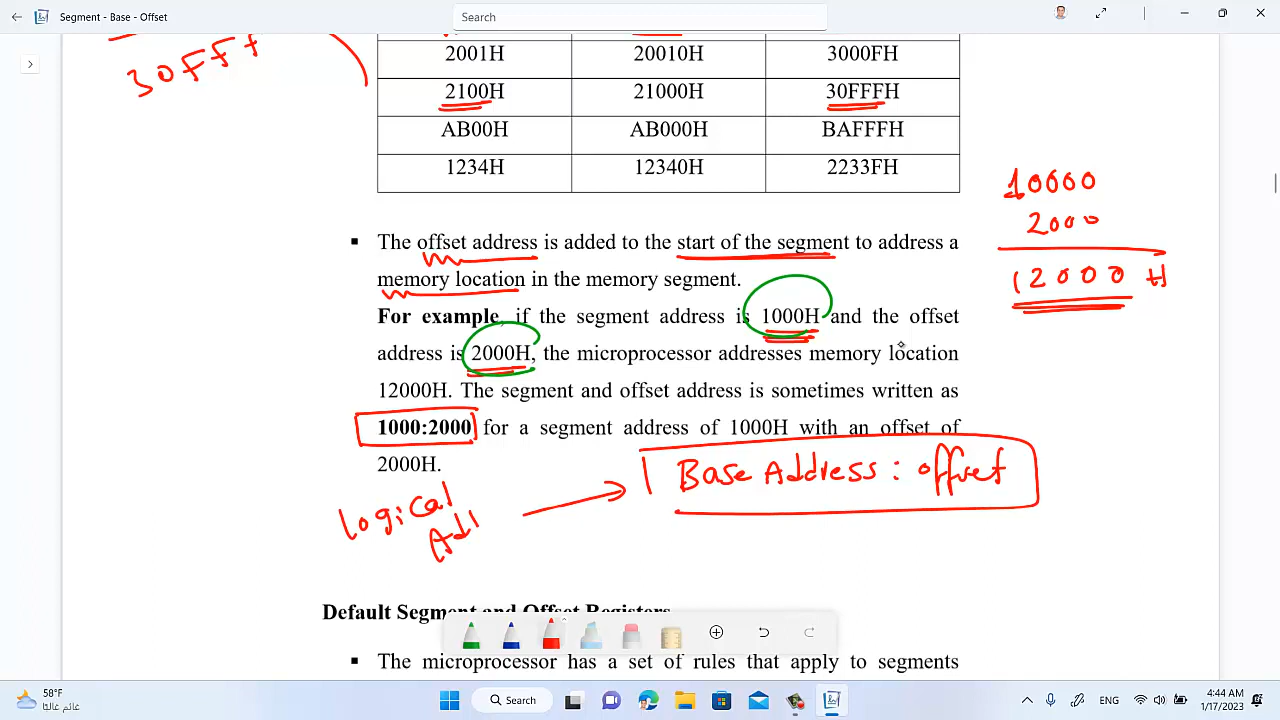 Segment - Base - Offset
Search
30FFF
2001H 20010H 3000FH
2100H 21000H 30FFFH
AB00H AB000H BAFFFH
1234H 12340H 2233FH
10000
2000
12000 H
▪ The offset address is added to the start of the segment to address a
memory location in the memory segment.
For example, if the segment address is 1000H and the offset
address is 2000H, the microprocessor addresses memory location
12000H. The segment and offset address is sometimes written as
1000:2000 for a segment address of 1000H with an offset of
2000H.
Logical
Add
Base Address : offset
Default Segment and Offset Registers
▪ The microprocessor has a set of rules that apply to segments
58°F
غائم غالبًا
Search
ENG
4:44 AM
1/17/2023